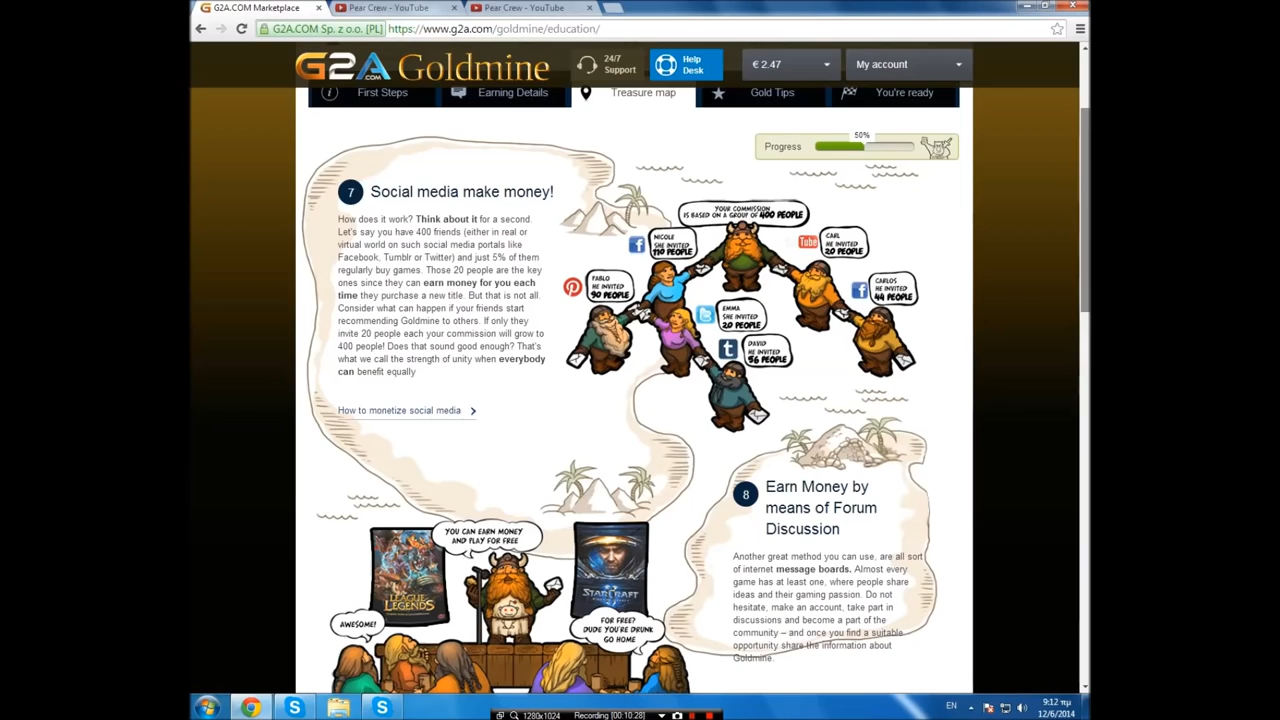 G2A.COM Marketplace
Pear Crew - YouTube
Pear Crew - YouTube
G2A.COM Sp. z o.o. [PL]
https://www.g2a.com/goldmine/education/
G2A.COM Goldmine
24/7
Support
Help
Desk
€ 2.47
My account
First Steps
Earning Details
Treasure map
Gold Tips
You're ready
Progress
50%
7
Social media make money!
How does it work? Think about it for a second.
Let's say you have 400 friends (either in real or
virtual world on such social media portals like
Facebook, Tumblr or Twitter) and just 5% of them
regularly buy games. Those 20 people are the key
ones since they can earn money for you each
time they purchase a new title. But that is not all.
Consider what can happen if your friends start
recommending Goldmine to others. If only they
invite 20 people each your commission will grow to
400 people! Does that sound good enough? That's
what we call the strength of unity when everybody
can benefit equally
How to monetize social media
YOUR COMMISSION
IS BASED ON A GROUP OF 400 PEOPLE
NICOLE
SHE INVITED
110 PEOPLE
Tube
CARL
HE INVITED
20 PEOPLE
PABLO
HE INVITED
90 PEOPLE
CARLOS
HE INVITED
44 PEOPLE
EMMA
SHE INVITED
20 PEOPLE
DAVID
HE INVITED
56 PEOPLE
8
Earn Money by
means of Forum
Discussion
Another great method you can use, are all sort
of internet message boards. Almost every
game has at least one, where people share
ideas and their gaming passion. Do not
hesitate, make an account, take part in
discussions and become a part of the
community – and once you find a suitable
opportunity share the information about
Goldmine.
YOU CAN EARN MONEY
AND PLAY FOR FREE
LEAGUE
of
LEGENDS
STARCRAFT
II
AWESOME!
FOR FREE?
DUDE YOU'RE DRUNK
GO HOME
1280x1024
Recording [00:10:28]
EN
9:12 πμ
12/6/2014